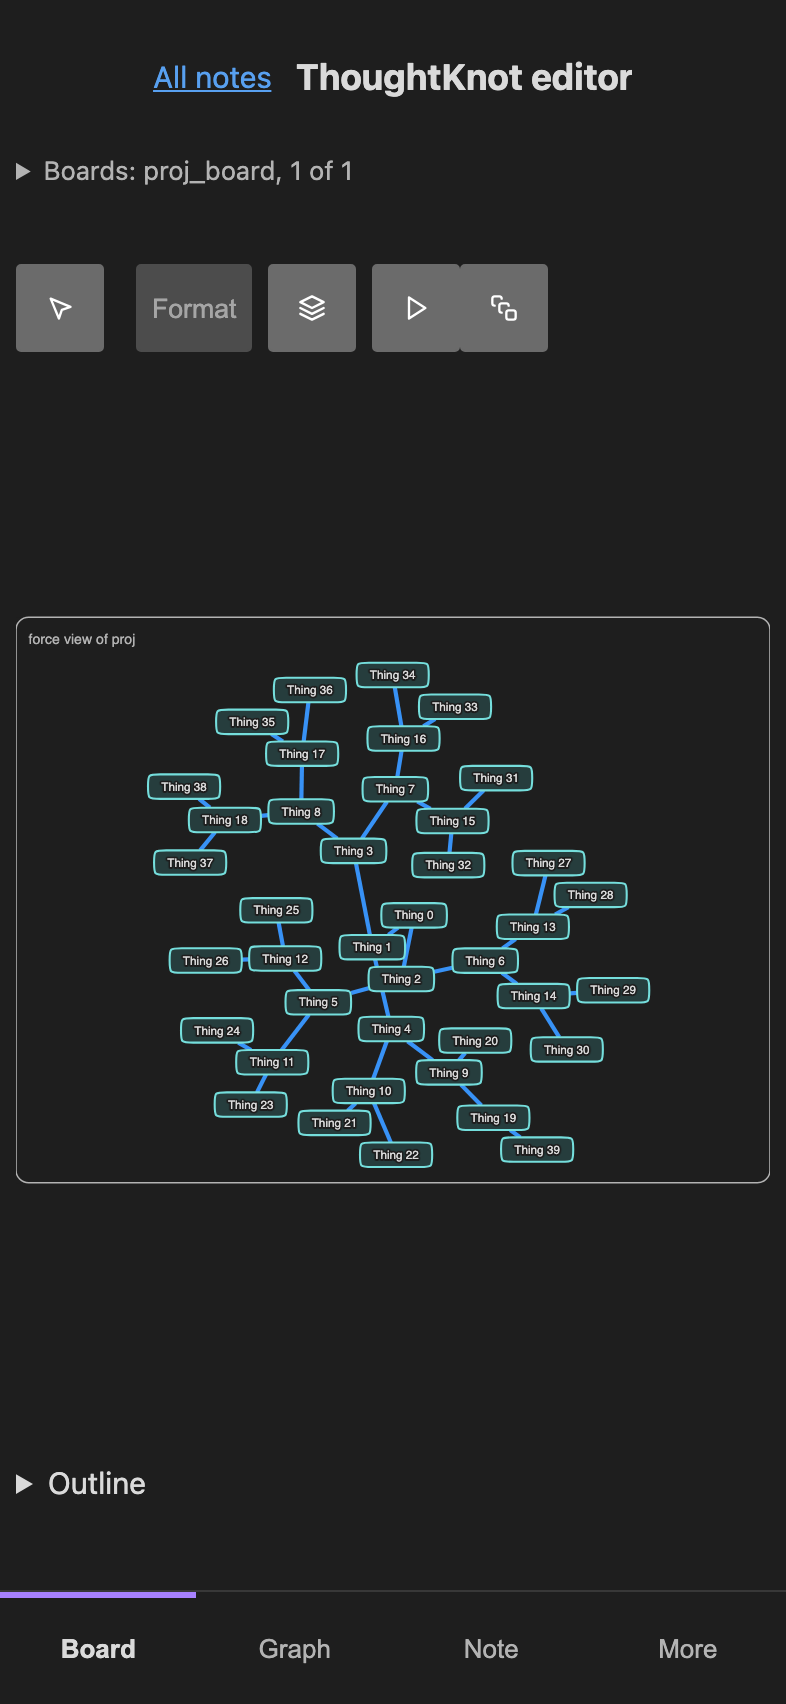 All notes ThoughtKnot editor
Boards: proj_board, 1 of 1
Format
force view of proj
Thing 34
Thing 36
Thing 33
Thing 35
Thing 16
Thing 17
Thing 31
Thing 38
Thing 7
Thing 8
Thing 18
Thing 15
Thing 3
Thing 37
Thing 32
Thing 27
Thing 28
Thing 25
Thing 0
Thing 13
Thing 1
Thing 26
Thing 12
Thing 6
Thing 2
Thing 29
Thing 14
Thing 5
Thing 24
Thing 4
Thing 20
Thing 30
Thing 11
Thing 9
Thing 10
Thing 23
Thing 21
Thing 19
Thing 22
Thing 39
Outline
Board Graph Note More